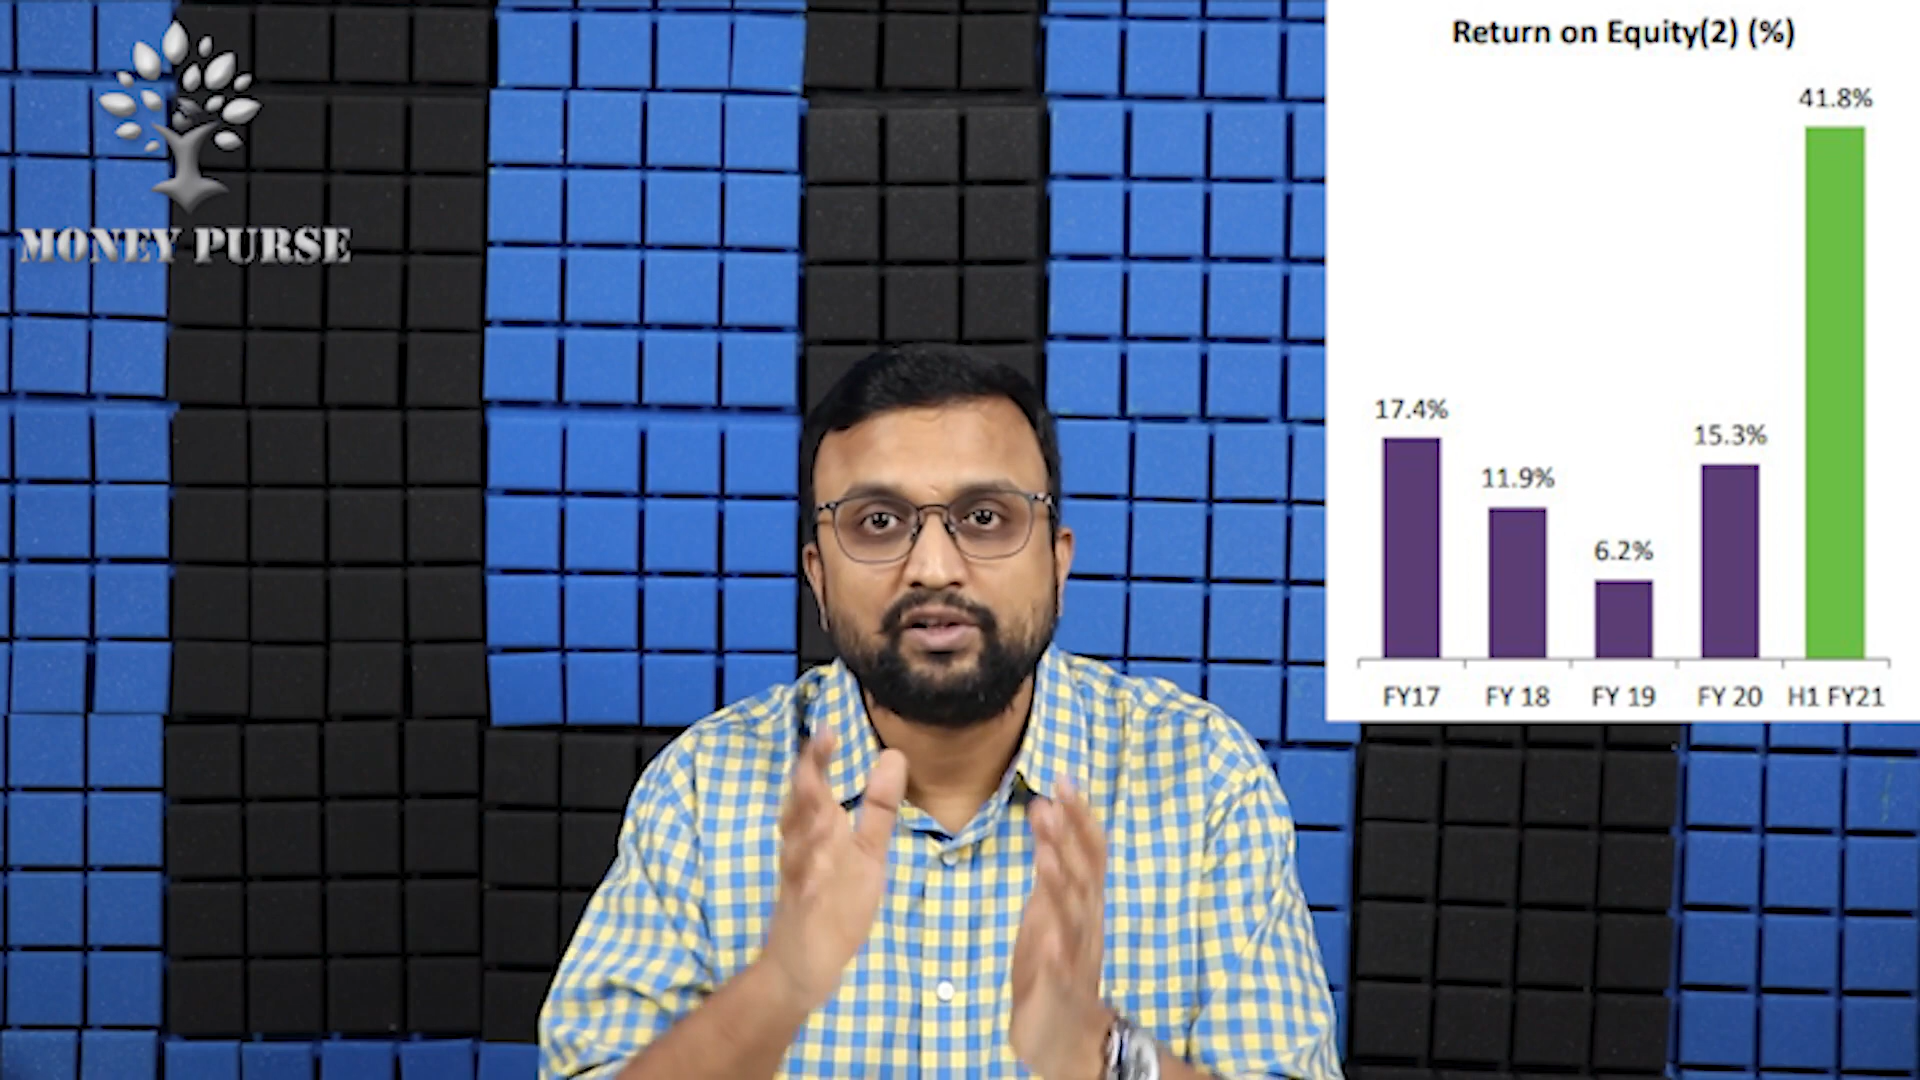 MONEY PURSE
Return on Equity(2) (%)
41.8%
17.4%
15.3%
11.9%
6.2%
FY17 FY 18 FY 19 FY 20 H1 FY21